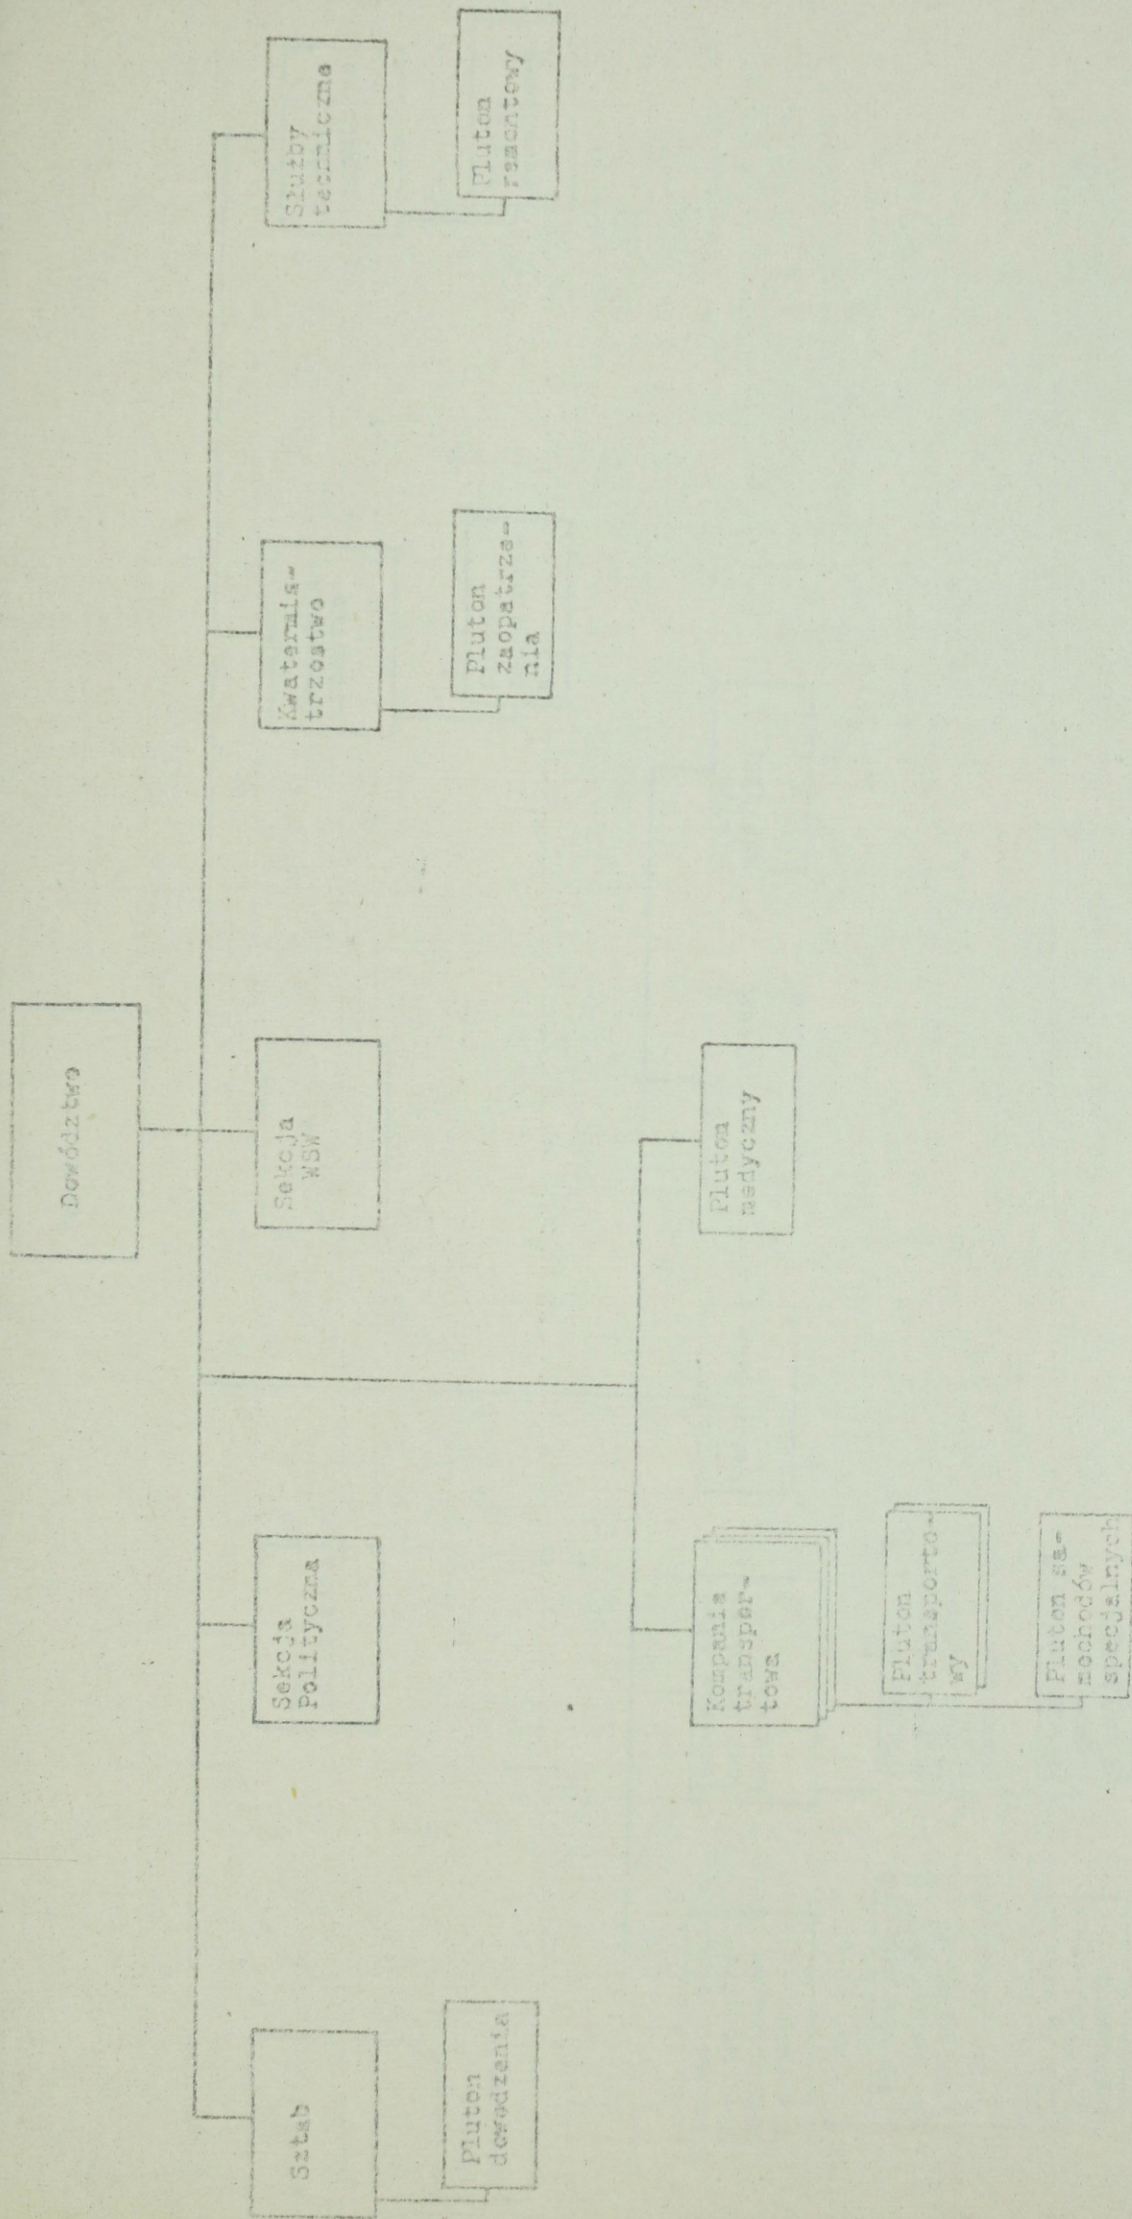 Dowództwo
Sztab
Sekcja
Polityczna
Sekcja
WSW
Kwatermis-
trzostwo
Służby
techniczne
Pluton
dowodzenia
Pluton
zaopatrze-
nia
Pluton
remontowy
Kompania
transpor-
towa
Pluton
medyczny
Pluton
transporto-
wy
Pluton sa-
mochodów
specjalnych